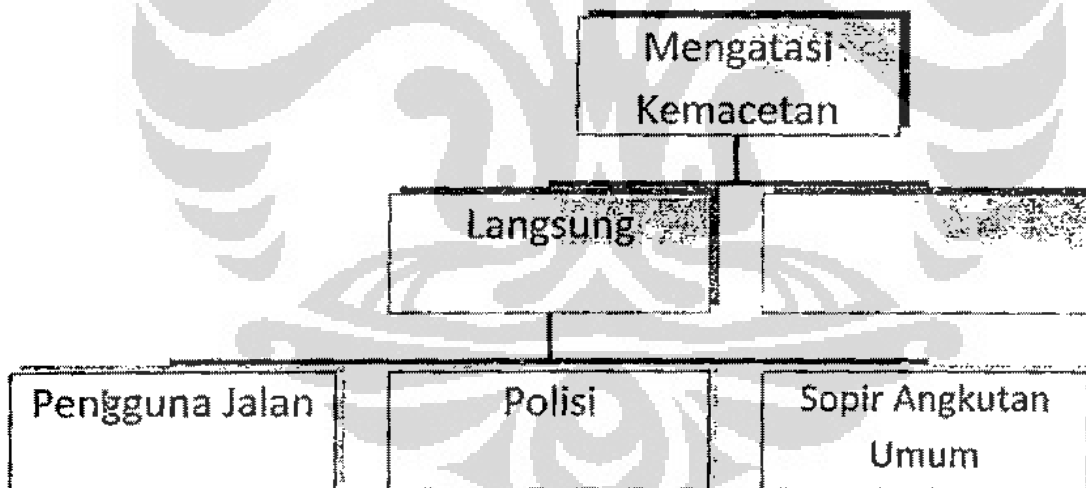 Mengatasi
Kemacetan
Langsung
Pengguna Jalan
Polisi
Sopir Angkutan
Umum